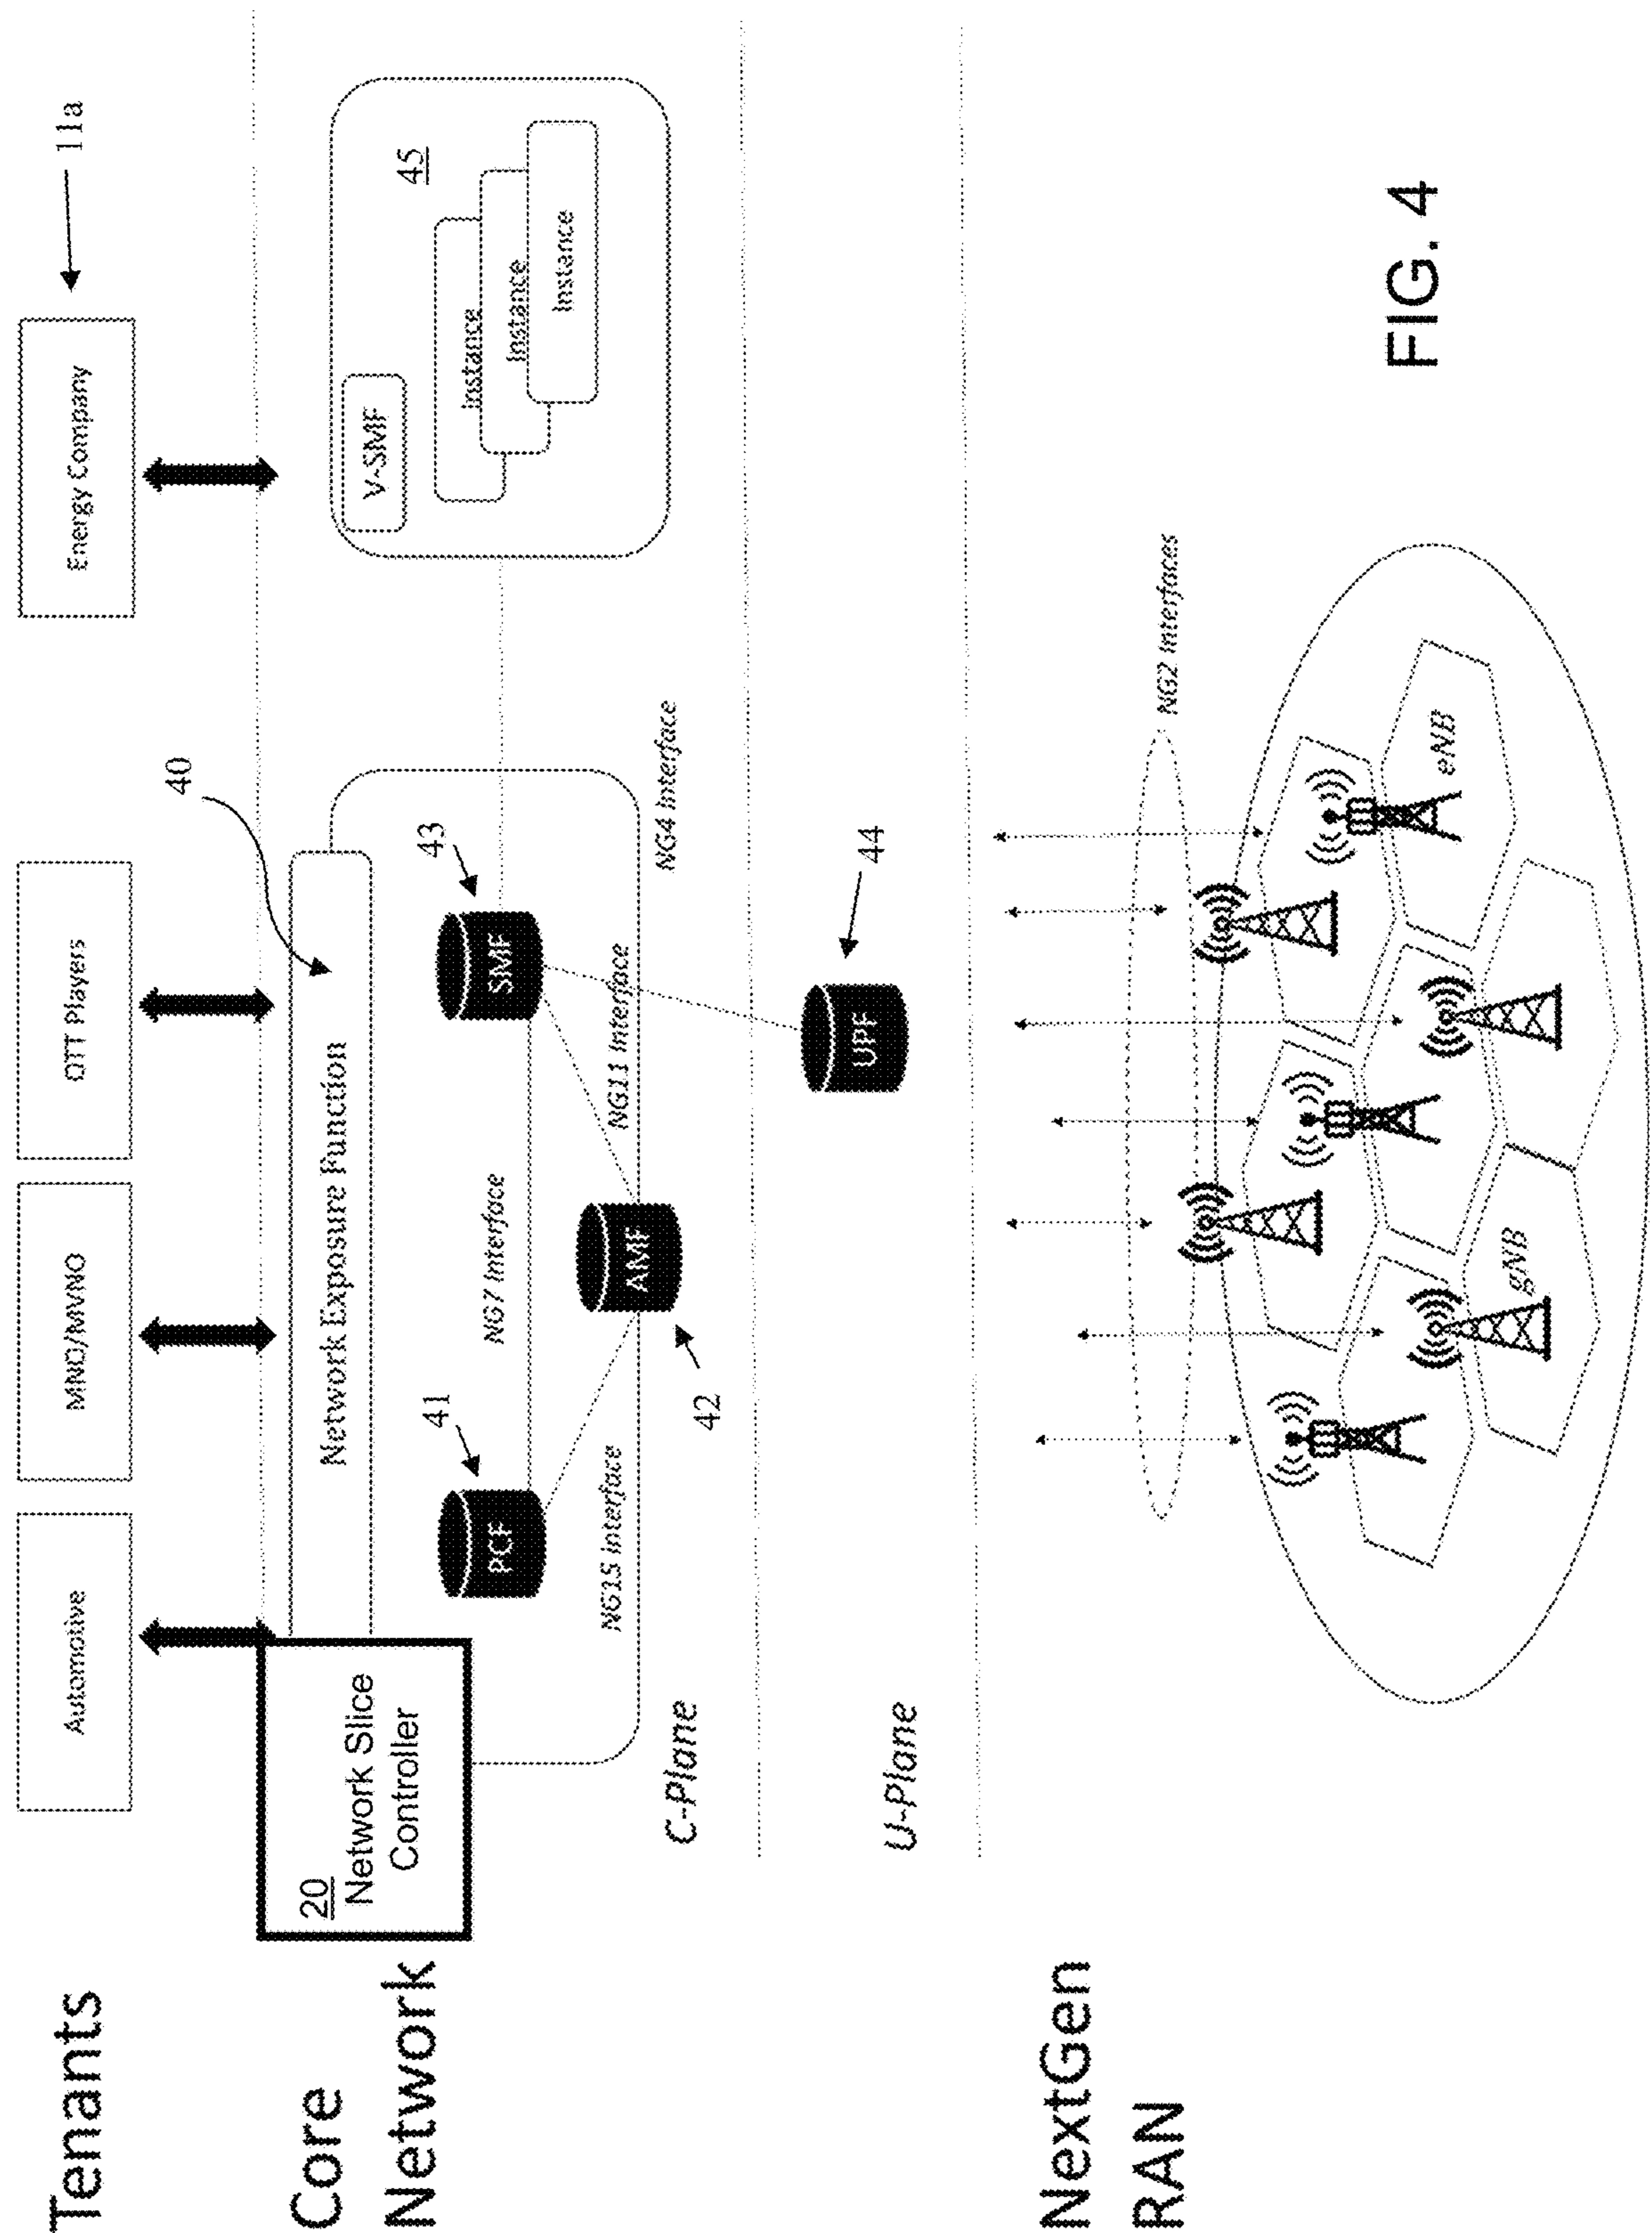 Tenants
Automotive
MNO/MVNO
OTT Players
Energy Company
11a
Core
Network
20
Network Slice
Controller
Network Exposure Function
40
PCF
41
NG7 Interface
SMF
43
AMF
42
NG15 Interface
NG11 Interface
NG4 Interface
V-SMF
45
Instance
Instance
Instance
C-Plane
U-Plane
UPF
44
NextGen
RAN
NG2 Interfaces
gNB
eNB
FIG. 4